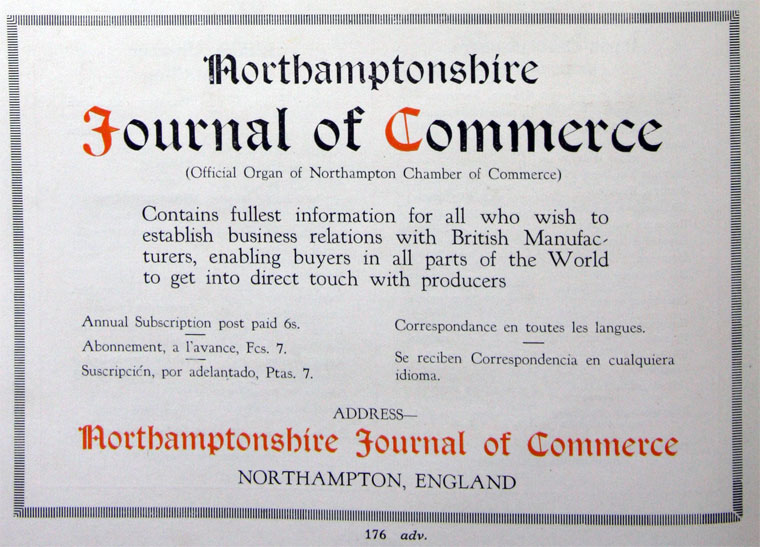 Northamptonshire
Journal of Commerce
(Official Organ of Northampton Chamber of Commerce)
Contains fullest information for all who wish to
establish business relations with British Manufac-
turers, enabling buyers in all parts of the World
to get into direct touch with producers
Annual Subscription post paid 6s.
Abonnement, a l'avance, Fcs. 7.
Suscripción, por adelantado, Ptas. 7.
Correspondance en toutes les langues.
Se reciben Correspondencia en cualquiera
idioma.
ADDRESS—
Northamptonshire Journal of Commerce
NORTHAMPTON, ENGLAND
176 adv.